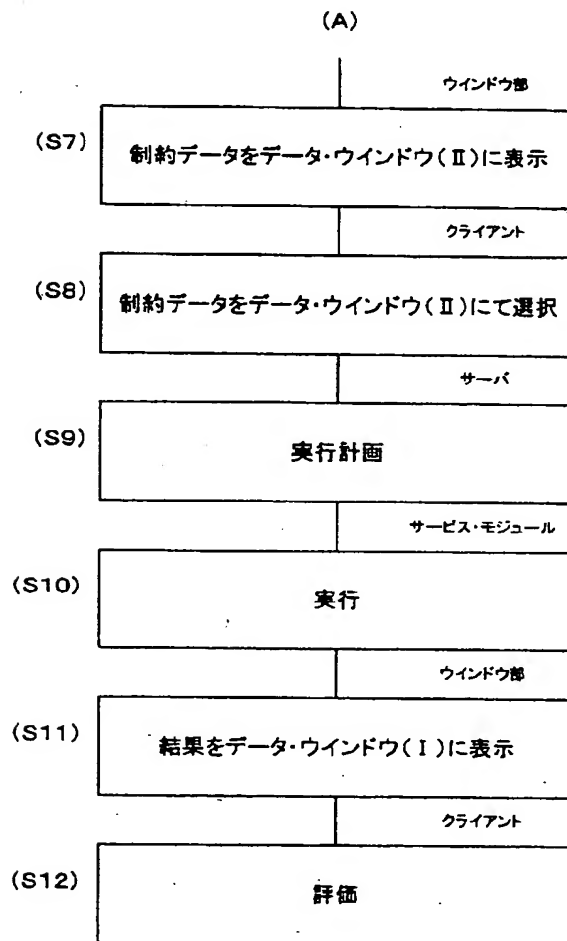 (A)
ウインドウ部
(S7)
制約データをデータ・ウインドウ(Ⅱ)に表示
クライアント
(S8)
制約データをデータ・ウインドウ(Ⅱ)にて選択
サーバ
(S9)
実行計画
サービス・モジュール
(S10)
実行
ウインドウ部
(S11)
結果をデータ・ウインドウ(Ⅰ)に表示
クライアント
(S12)
評価